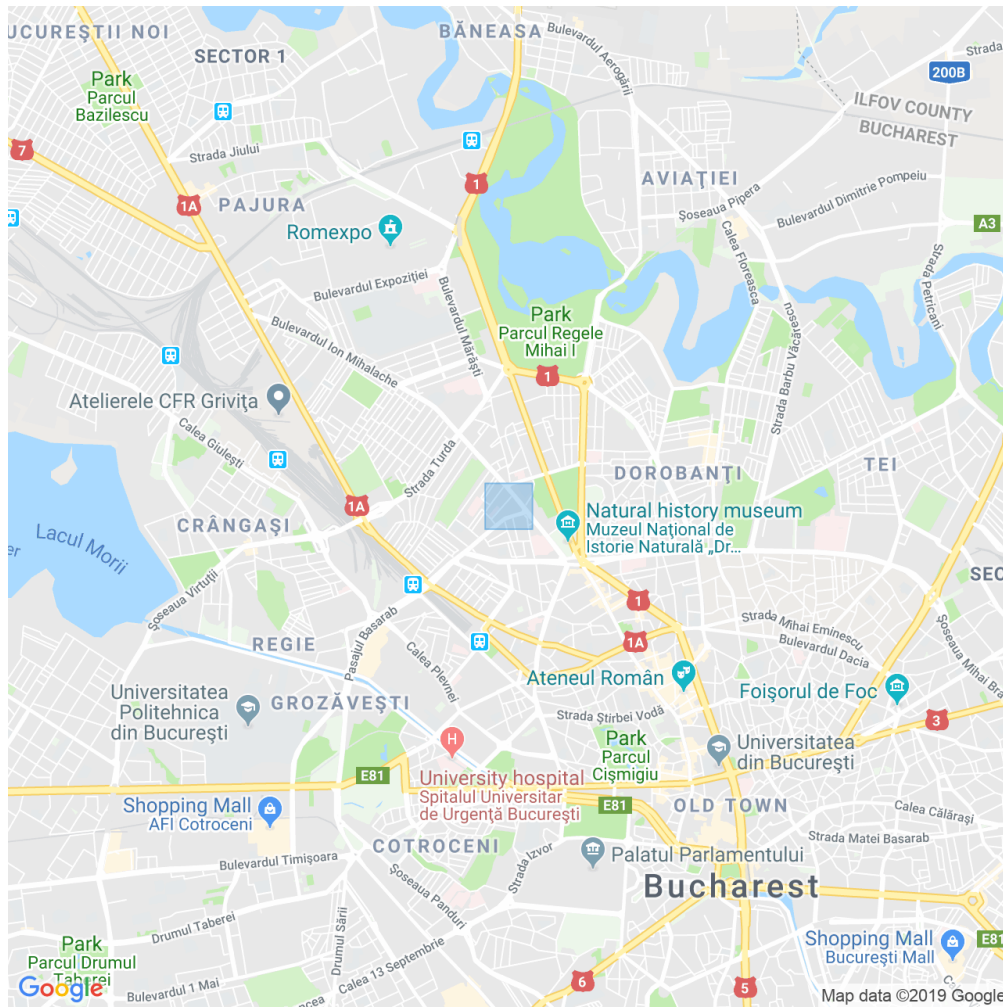 UCUREȘTII NOI
BĂNEASA
Bulevardul Aerogării
Strada
SECTOR 1
200B
Park
Parcul
Bazilescu
ILFOV COUNTY
BUCHAREST
7
Strada Jiului
1
AVIAȚIEI
Bulevardul Dimitrie Pompeiu
1A
PAJURA
Șoseaua Pipera
A3
Romexpo
Calea Floreasca
Strada Petricani
Bulevardul Expoziției
Bulevardul Mărăști
Park
Parcul Regele
Mihai I
Bulevardul Ion Mihalache
Strada Barbu Văcărescu
1
Atelierele CFR Grivița
Calea Giulești
Strada Turda
DOROBANȚI
TEI
1A
CRÂNGAȘI
Natural history museum
Muzeul Național de
Istorie Naturală „Dr...
Lacul Morii
er
SEC
Șoseaua Virtuții
1
Strada Mihai Eminescu
Bulevardul Dacia
Șoseaua Mihai Bra
REGIE
Pasajul Basarab
1A
Calea Plevnei
Ateneul Român
Foișorul de Foc
Universitatea
Politehnica
din București
GROZĂVEȘTI
Strada Știrbei Vodă
3
H
Park
Parcul
Cișmigiu
Universitatea
din București
E81
University hospital
Spitalul Universitar
de Urgență București
Shopping Mall
AFI Cotroceni
E81
OLD TOWN
Calea Călărași
Strada Matei Basarab
COTROCENI
Strada Izvor
Palatul Parlamentului
Bulevardul Timișoara
Șoseaua Panduri
Bucharest
Drumul Taberei
Drumul Sării
Park
Parcul Drumul
Taberei
Calea 13 Septembrie
Shopping Mall
București Mall
E81
6
5
Google
Bulevardul 1 Mai
cea
Calea
Map data ©2019 Google